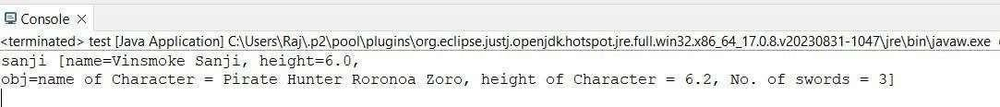 Console
<terminated> test [Java Application] C:\Users\Raj\.p2\pool\plugins\org.eclipse.justj.openjdk.hotspot.jre.full.win32.x86_64_17.0.8.v20230831-1047\jre\bin\javaw.exe
sanji [name=Vinsmoke Sanji, height=6.0,
obj=name of Character = Pirate Hunter Roronoa Zoro, height of Character = 6.2, No. of swords = 3]